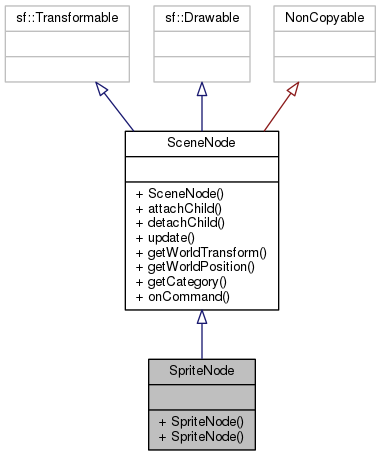 sf::Transformable
sf::Drawable
NonCopyable
SceneNode
+ SceneNode()
+ attachChild()
+ detachChild()
+ update()
+ getWorldTransform()
+ getWorldPosition()
+ getCategory()
+ onCommand()
SpriteNode
+ SpriteNode()
+ SpriteNode()